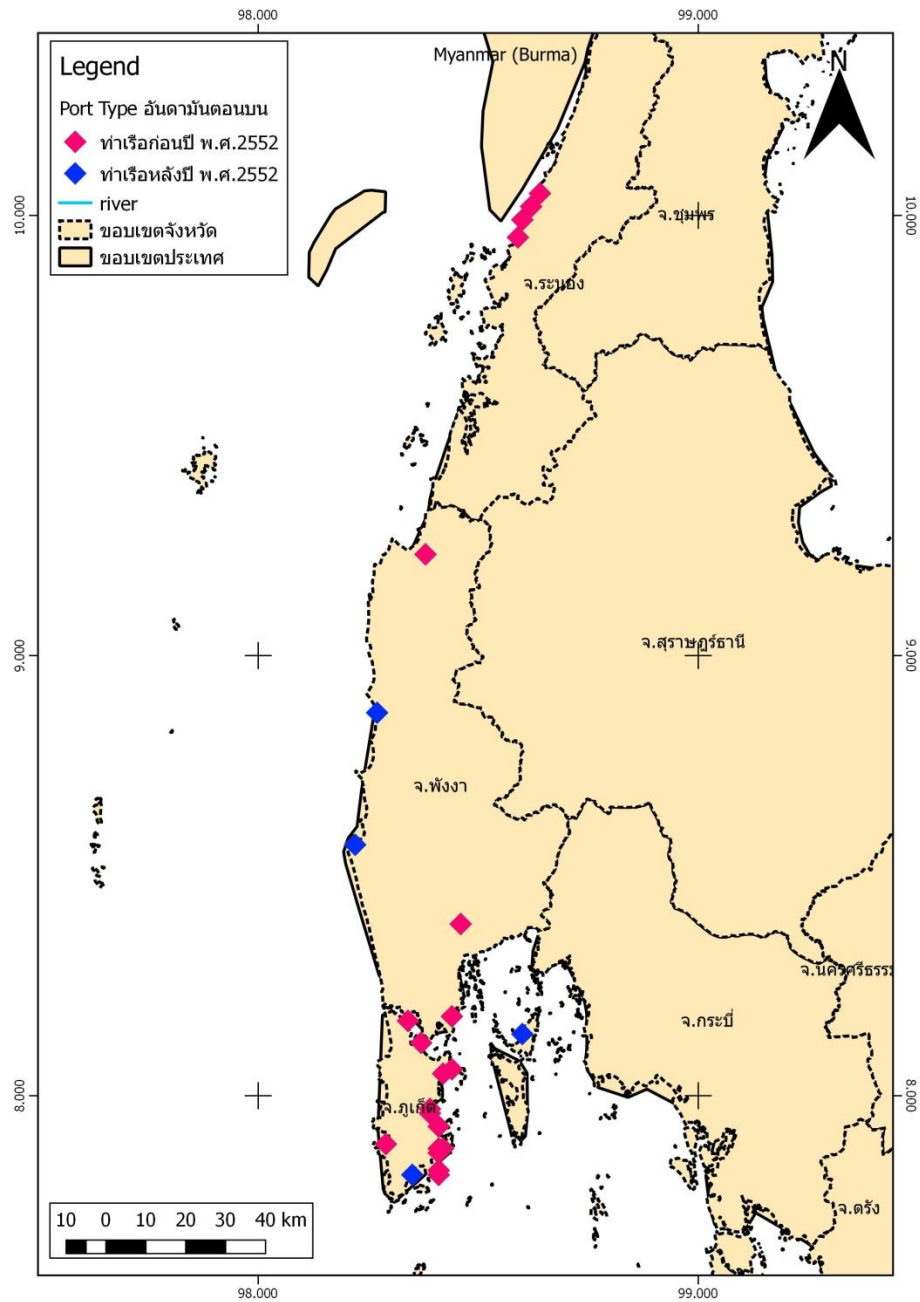 98.000
99.000
Legend
Port Type อันดามันตอนบน
ท่าเรือก่อนปี พ.ศ.2552
ท่าเรือหลังปี พ.ศ.2552
river
ขอบเขตจังหวัด
ขอบเขตประเทศ
Myanmar (Burma)
N
10.000
10.000
จ.ชุมพร
จ.ระนอง
9.000
9.000
จ.สุราษฎร์ธานี
จ.พังงา
จ.นครศรีธรรม
จ.กระบี่
8.000
8.000
จ.ภูเก็ต
จ.ตรัง
10 0 10 20 30 40 km
98.000
99.000